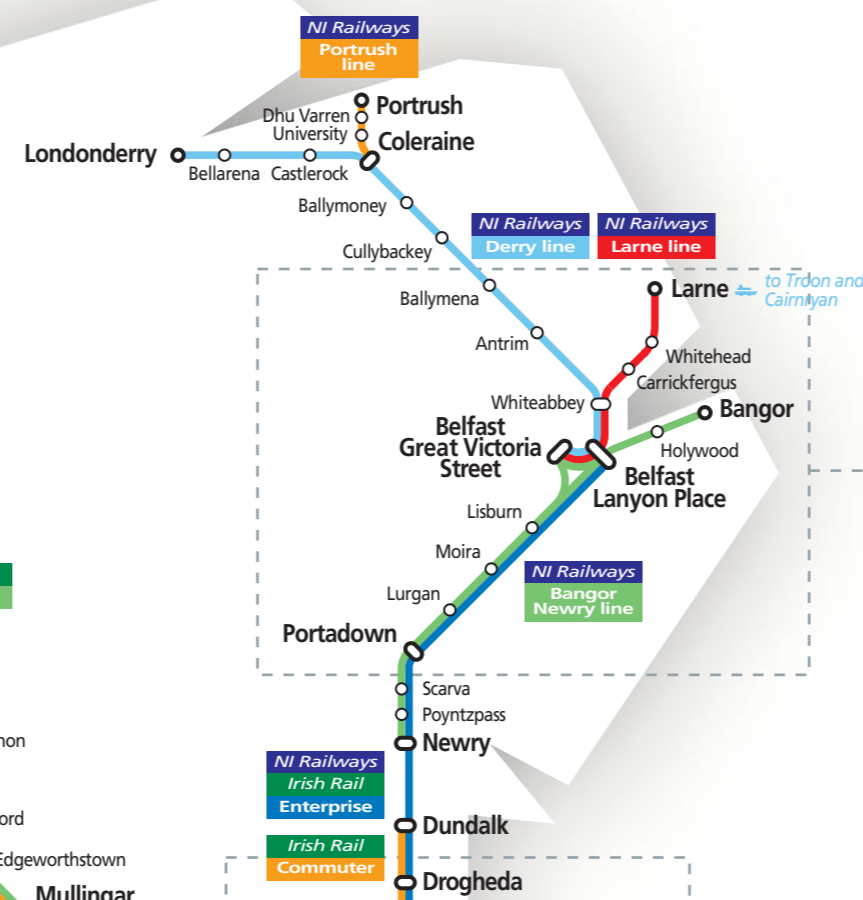 NI Railways
Portrush
line
Portrush
Dhu Varren
University
Coleraine
Londonderry
Bellarena
Castlerock
Ballymoney
NI Railways
Derry line
NI Railways
Larne line
Cullybackey
Larne
to Troon and
Cairnryan
Ballymena
Antrim
Whitehead
Carrickfergus
Whiteabbey
Bangor
Belfast
Great Victoria
Street
Holywood
Belfast
Lanyon Place
Lisburn
Moira
NI Railways
Bangor
Newry line
Lurgan
Portadown
Scarva
Poyntzpass
Newry
non
NI Railways
Irish Rail
Enterprise
ord
Dundalk
Irish Rail
Commuter
Edgeworthstown
Drogheda
Mullingar